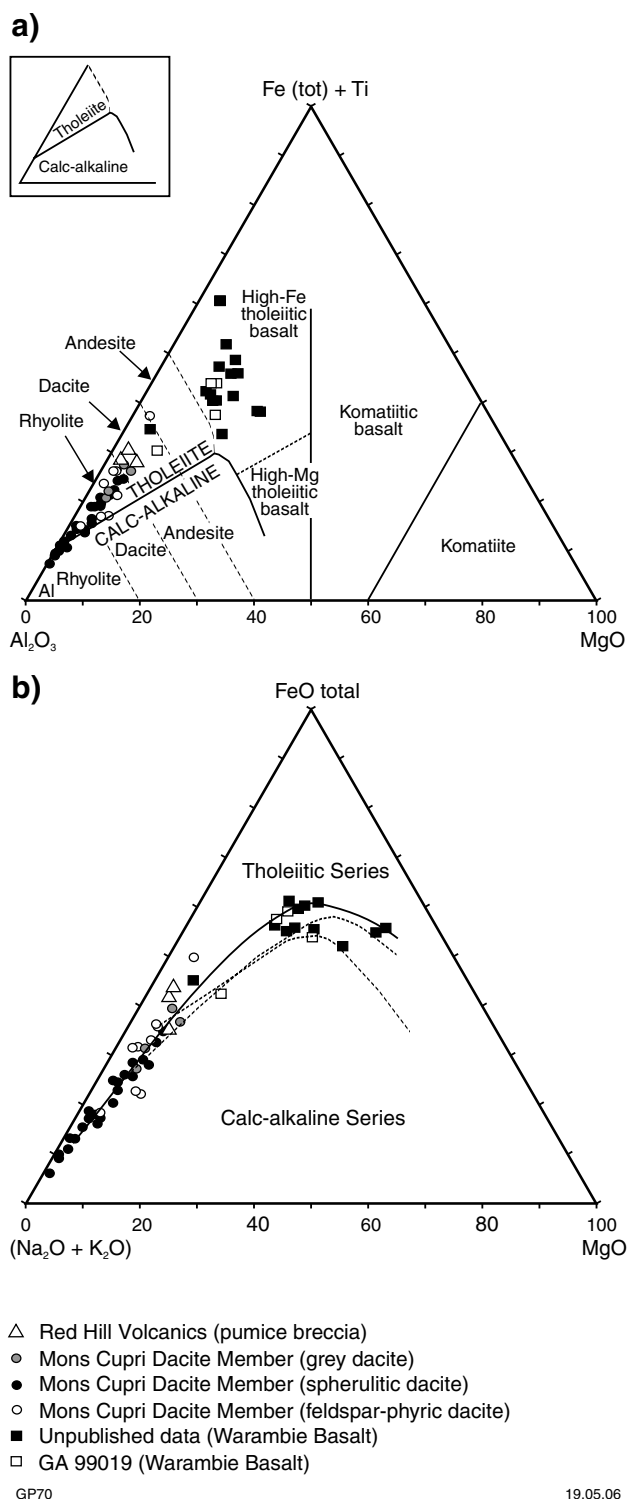 a)
Tholeiite
Calc-alkaline
Fe (tot) + Ti
High-Fe
tholeiitic
basalt
Andesite
Dacite
Rhyolite
Komatiitic
basalt
THOLEIITE
CALC-ALKALINE
High-Mg
tholeiitic
basalt
Andesite
Dacite
Rhyolite
Al
Komatiite
0 20 40 60 80 100
Al₂O₃ MgO
b)
FeO total
Tholeiitic Series
Calc-alkaline Series
0 20 40 60 80 100
(Na₂O + K₂O) MgO
Red Hill Volcanics (pumice breccia)
Mons Cupri Dacite Member (grey dacite)
Mons Cupri Dacite Member (spherulitic dacite)
Mons Cupri Dacite Member (feldspar-phyric dacite)
Unpublished data (Warambie Basalt)
GA 99019 (Warambie Basalt)
GP70 19.05.06